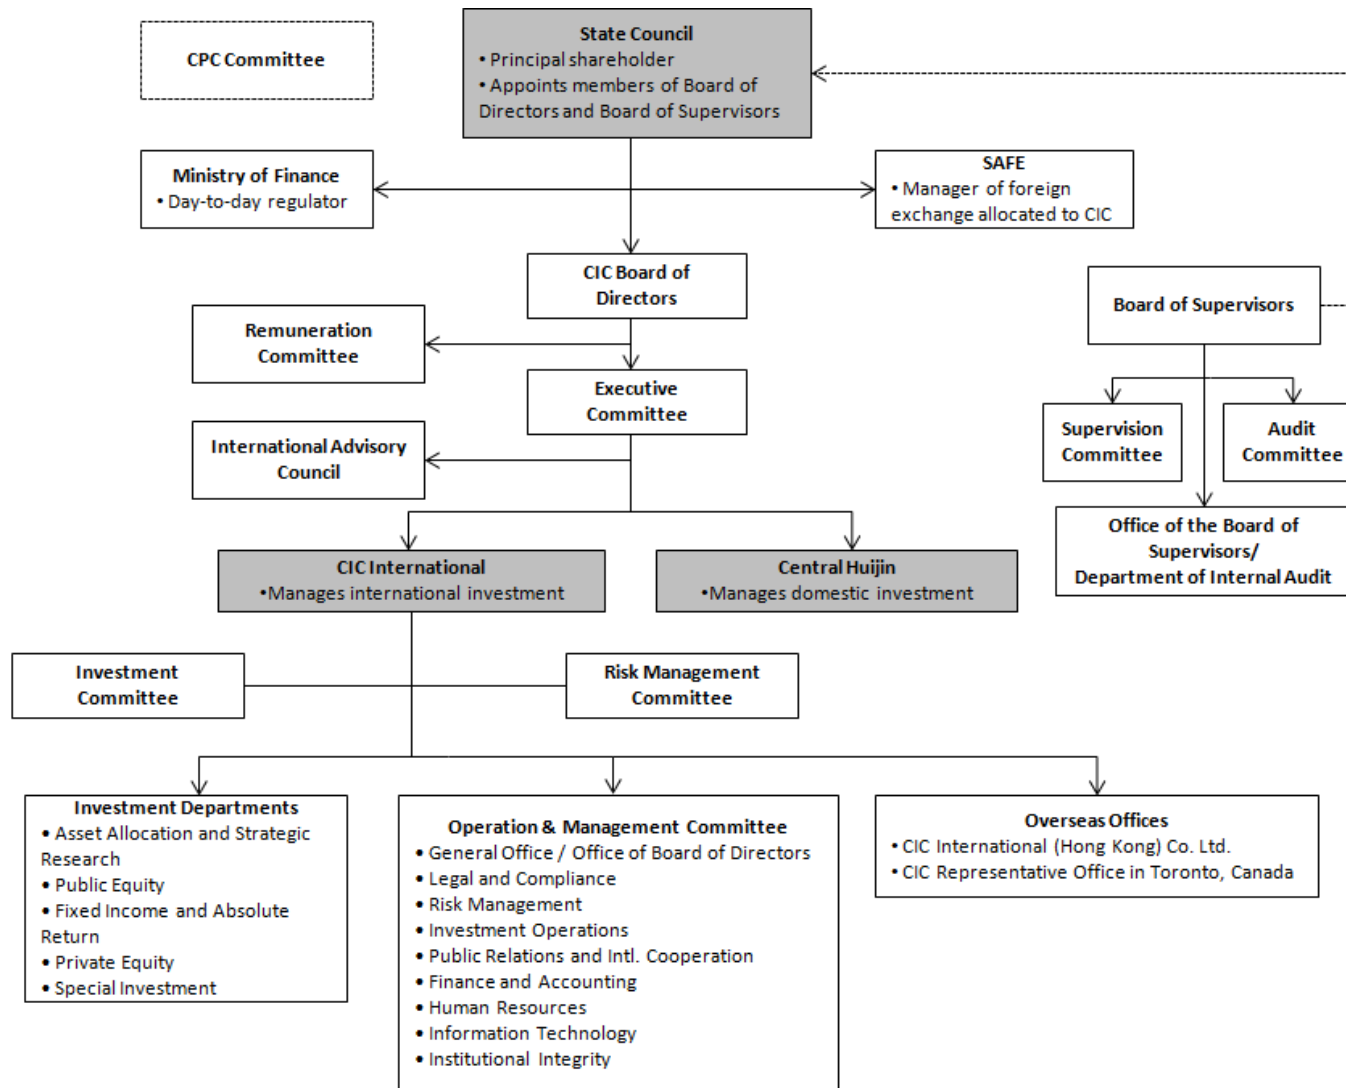 State Council
• Principal shareholder
• Appoints members of Board of
Directors and Board of Supervisors
CPC Committee
Ministry of Finance
• Day-to-day regulator
SAFE
• Manager of foreign
exchange allocated to CIC
CIC Board of
Directors
Board of Supervisors
Remuneration
Committee
Executive
Committee
Supervision
Committee
Audit
Committee
International Advisory
Council
Office of the Board of
Supervisors/
Department of Internal Audit
CIC International
•Manages international investment
Central Huijin
•Manages domestic investment
Investment
Committee
Risk Management
Committee
Investment Departments
• Asset Allocation and Strategic
Research
• Public Equity
• Fixed Income and Absolute
Return
• Private Equity
• Special Investment
Operation & Management Committee
• General Office / Office of Board of Directors
• Legal and Compliance
• Risk Management
• Investment Operations
• Public Relations and Intl. Cooperation
• Finance and Accounting
• Human Resources
• Information Technology
• Institutional Integrity
Overseas Offices
• CIC International (Hong Kong) Co. Ltd.
• CIC Representative Office in Toronto, Canada